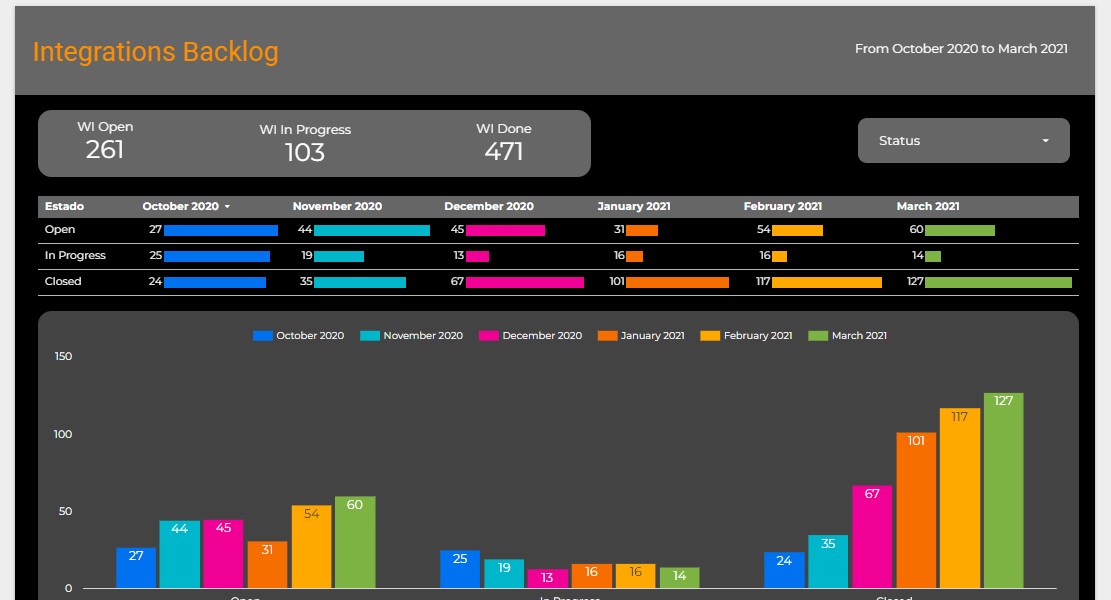 Integrations Backlog
From October 2020 to March 2021
WI Open
261
WI In Progress
103
WI Done
471
Status
Estado October 2020 November 2020 December 2020 January 2021 February 2021 March 2021
Open 27 44 45 31 54 60
In Progress 25 19 13 16 16 14
Closed 24 35 67 101 117 127
October 2020 November 2020 December 2020 January 2021 February 2021 March 2021
150
100
50
0
27 44 45 31 54 60
25 19 13 16 16 14
24 35 67 101 117 127
Open In Progress Closed